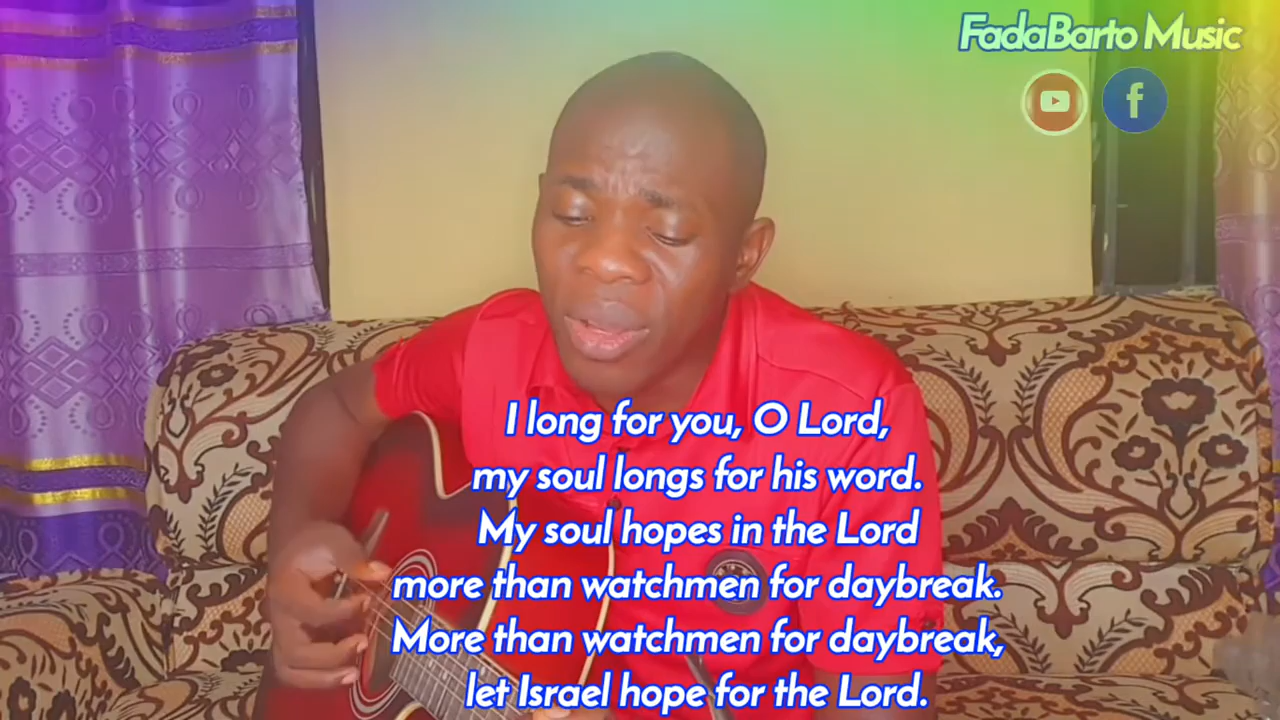 FadaBarto Music
I long for you, O Lord,
my soul longs for his word.
My soul hopes in the Lord
more than watchmen for daybreak.
More than watchmen for daybreak,
let Israel hope for the Lord.